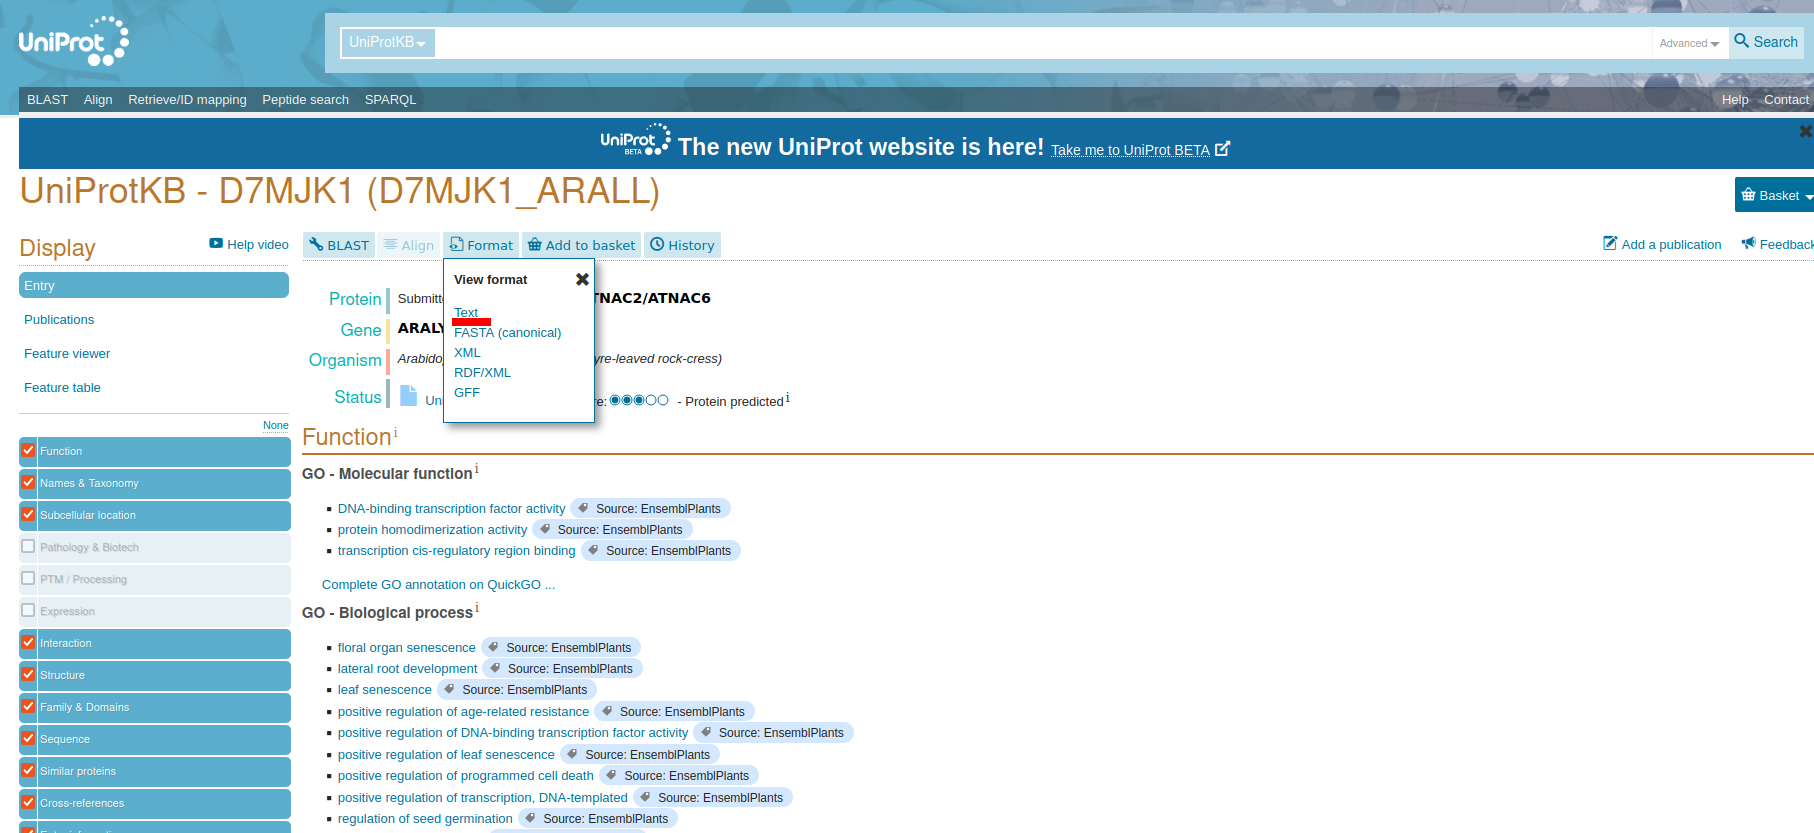 UniProt
UniProtKB
Advanced
Search
BLAST Align Retrieve/ID mapping Peptide search SPARQL
Help Contact
UniProt BETA The new UniProt website is here! Take me to UniProt BETA
UniProtKB - D7MJK1 (D7MJK1_ARALL)
Basket
Display
Help video
BLAST Align Format Add to basket History
Add a publication Feedback
Entry
Publications
Feature viewer
Feature table
None
Function
Names & Taxonomy
Subcellular location
Pathology & Biotech
PTM / Processing
Expression
Interaction
Structure
Family & Domains
Sequence
Similar proteins
Cross-references
View format
Text
FASTA (canonical)
XML
RDF/XML
GFF
Protein Submitt TNAC2/ATNAC6
Gene ARALY
Organism Arabido yre-leaved rock-cress)
Status Un re: - Protein predicted i
Function i
GO - Molecular function i
DNA-binding transcription factor activity Source: EnsemblPlants
protein homodimerization activity Source: EnsemblPlants
transcription cis-regulatory region binding Source: EnsemblPlants
Complete GO annotation on QuickGO ...
GO - Biological process i
floral organ senescence Source: EnsemblPlants
lateral root development Source: EnsemblPlants
leaf senescence Source: EnsemblPlants
positive regulation of age-related resistance Source: EnsemblPlants
positive regulation of DNA-binding transcription factor activity Source: EnsemblPlants
positive regulation of leaf senescence Source: EnsemblPlants
positive regulation of programmed cell death Source: EnsemblPlants
positive regulation of transcription, DNA-templated Source: EnsemblPlants
regulation of seed germination Source: EnsemblPlants